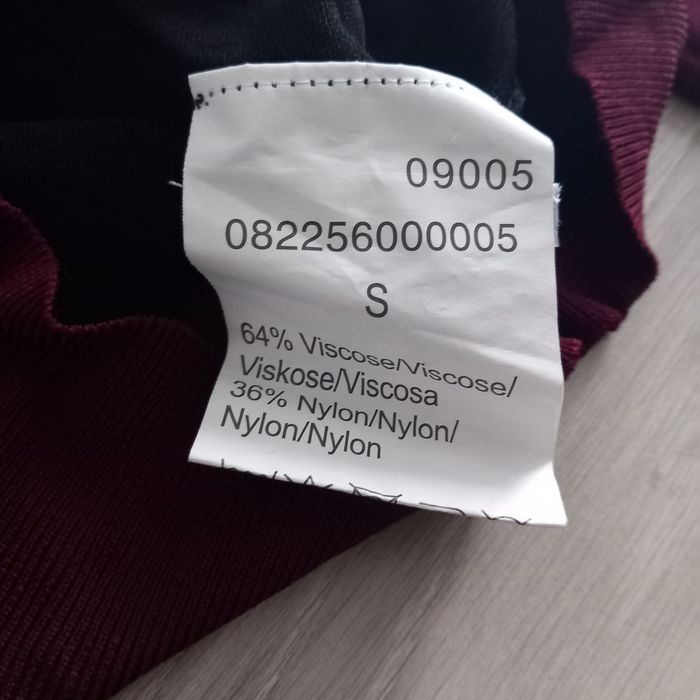 09005
082256000005
S
64% Viscose/Viscose/
Viskose/Viscosa
36% Nylon/Nylon/
Nylon/Nylon